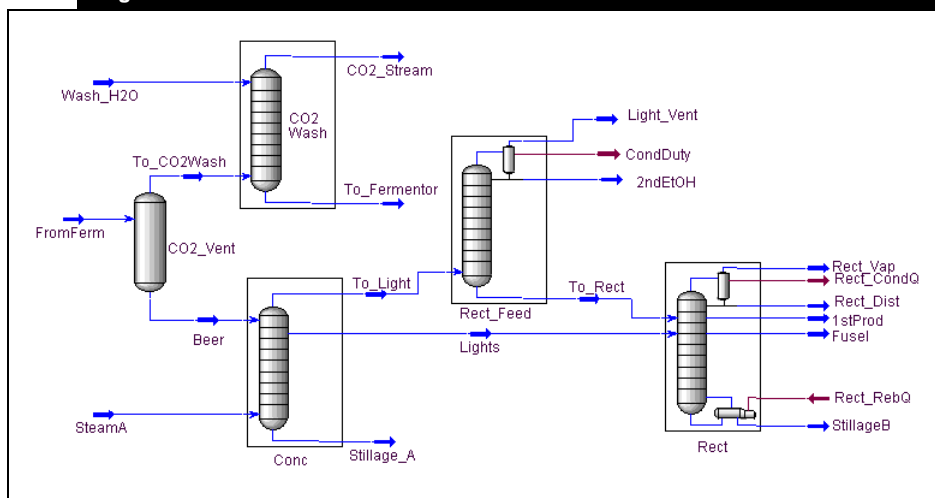 CO2_Stream
Wash_H2O
CO2
Wash
Light_Vent
To_CO2Wash
CondDuty
2ndEtOH
To_Fermentor
FromFerm
CO2_Vent
To_Light
To_Rect
Rect_Vap
Rect_CondQ
Rect_Dist
1stProd
Fusel
Rect_Feed
Beer
Lights
Rect_RebQ
SteamA
StillageB
Stillage_A
Conc
Rect